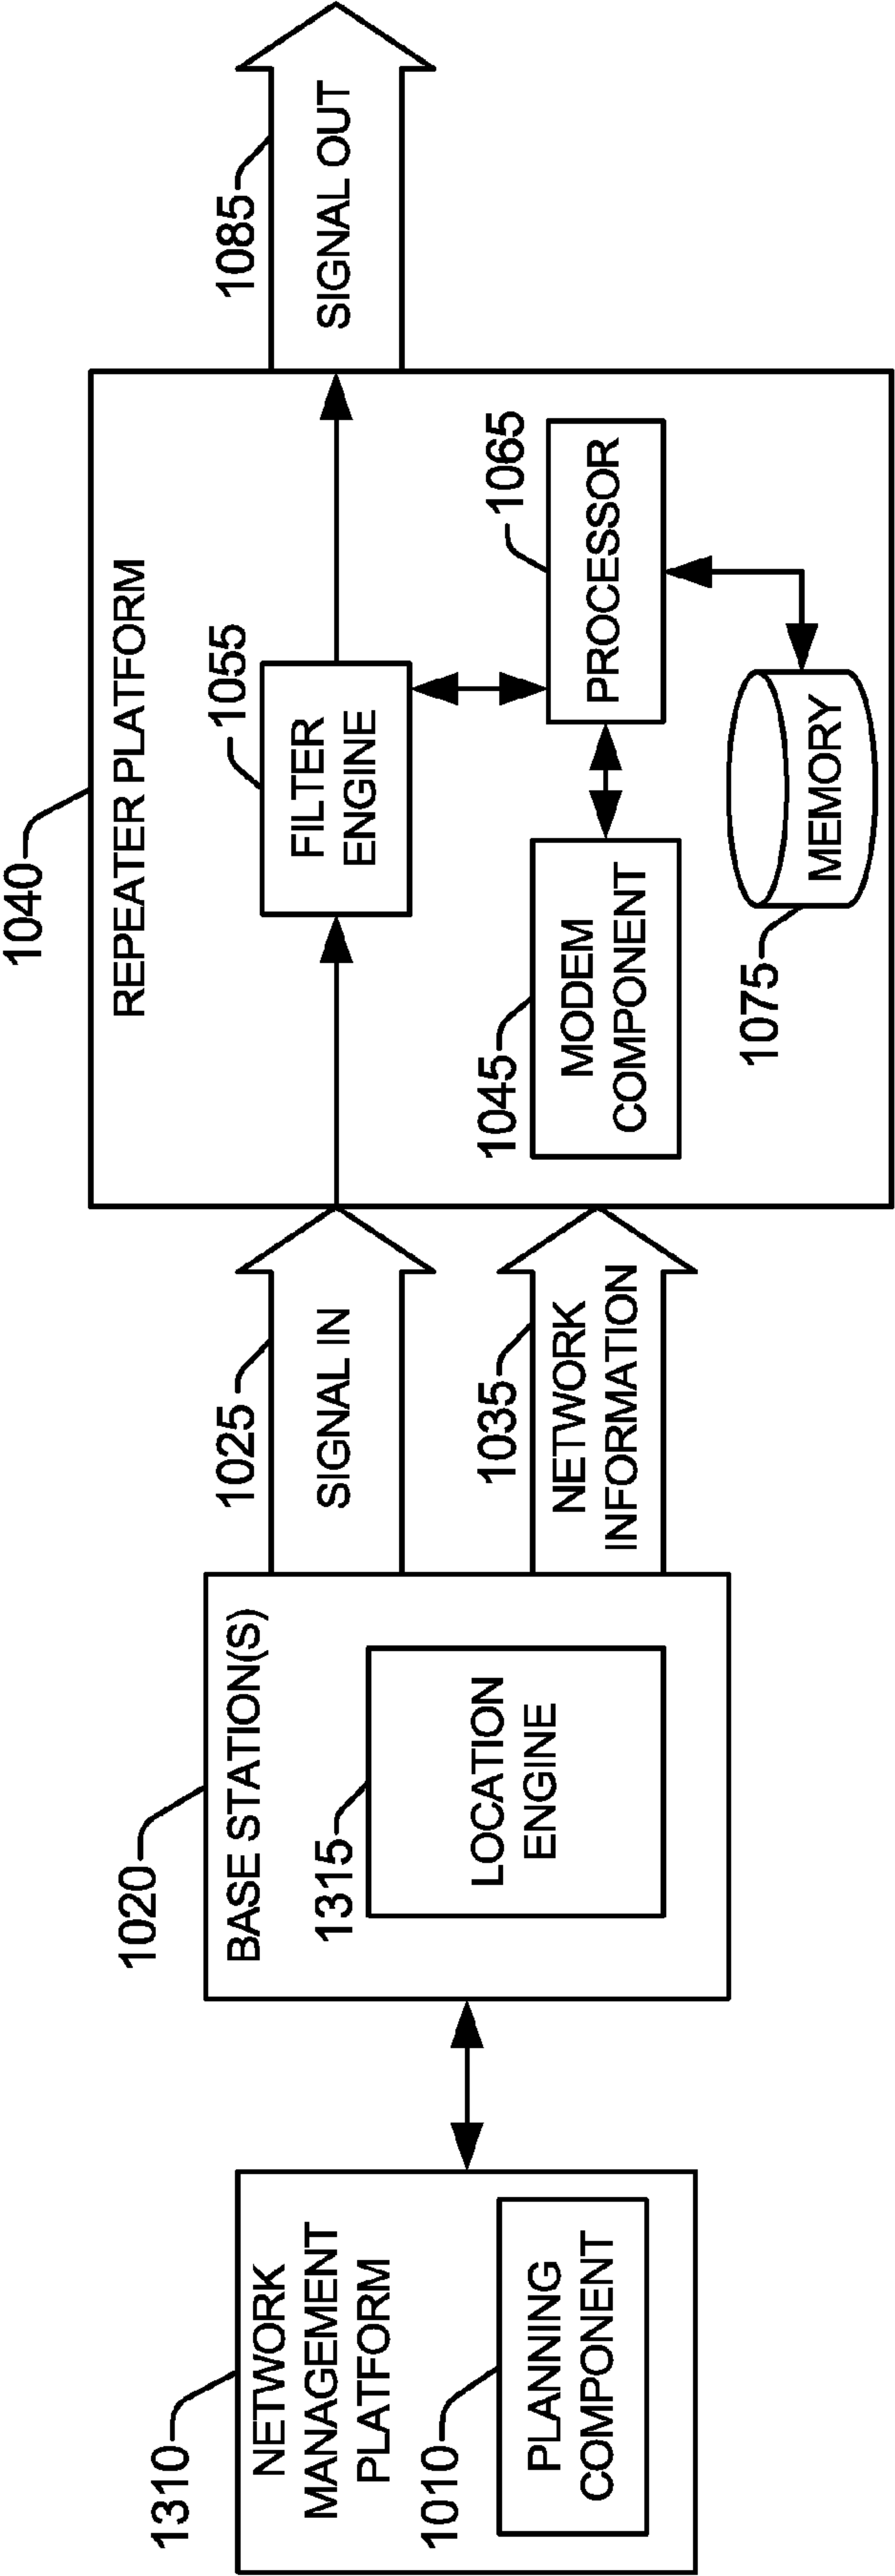 1310
NETWORK
MANAGEMENT
PLATFORM
1010
PLANNING
COMPONENT
1020
BASE STATION(S)
1315
LOCATION
ENGINE
1025
SIGNAL IN
1035
NETWORK
INFORMATION
1040
REPEATER PLATFORM
1055
FILTER
ENGINE
1045
MODEM
COMPONENT
1065
PROCESSOR
1075
MEMORY
1085
SIGNAL OUT